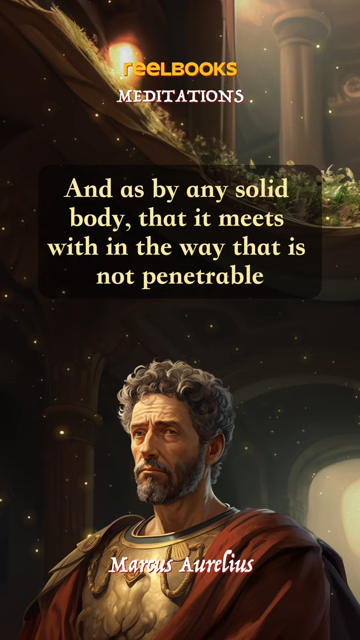 reelBOOKS
MEDITATIONS
And as by any solid
body, that it meets
with in the way that is
not penetrable
Marcus Aurelius